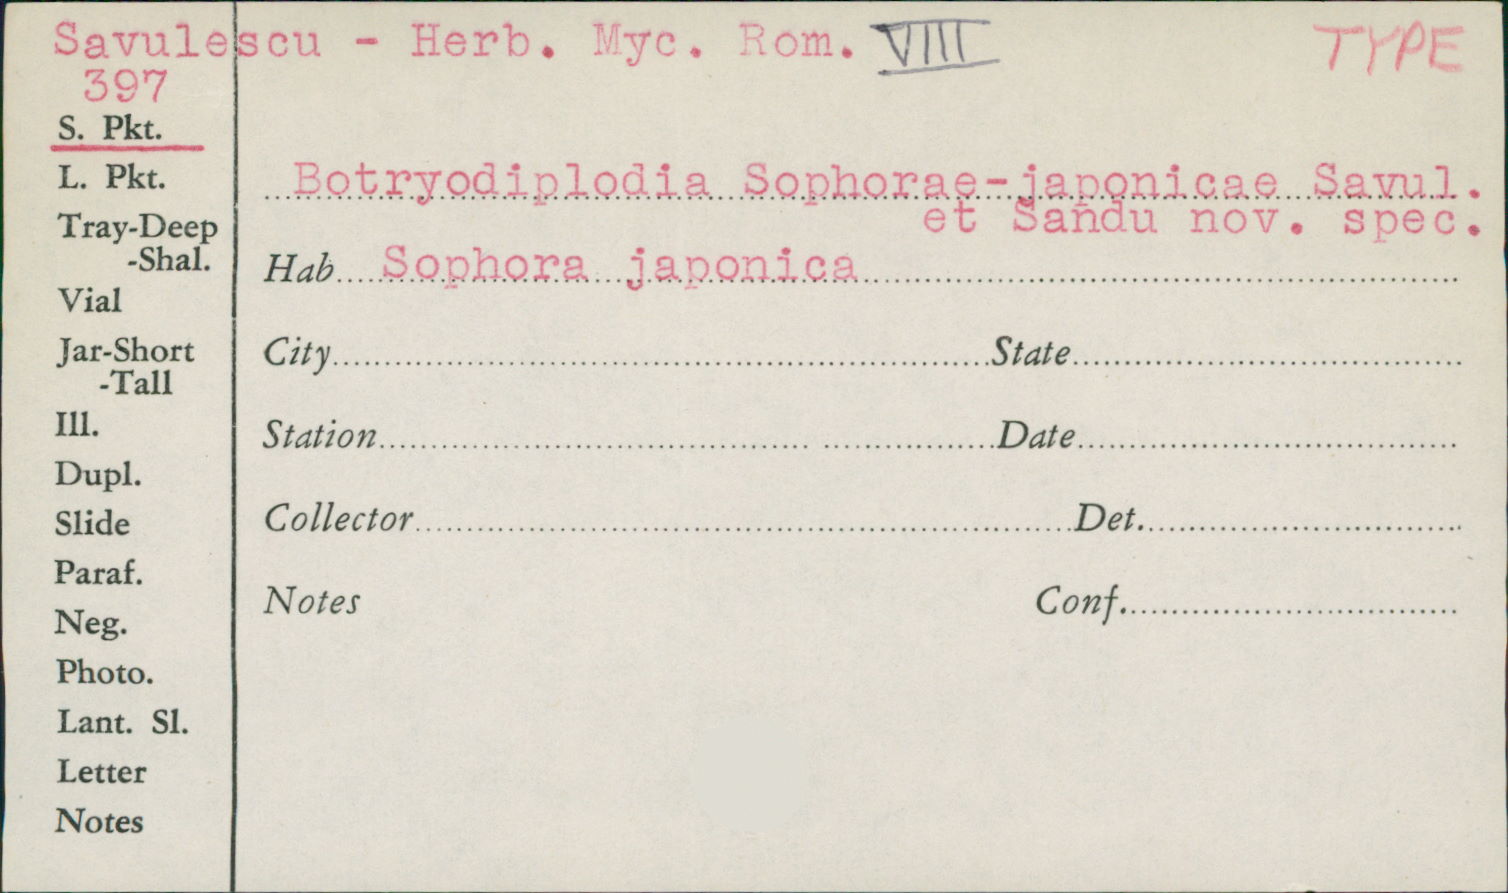 Savulescu - Herb. Myc. Rom. VIII TYPE
397
S. Pkt.
L. Pkt.
Tray-Deep
-Shal.
Vial
Jar-Short
-Tall
Ill.
Dupl.
Slide
Paraf.
Neg.
Photo.
Lant. Sl.
Letter
Notes
Botryodiplodia Sophorae-japonicae Savul.
et Sandu nov. spec.
Hab. Sophora japonica
City State
Station Date
Collector Det.
Notes Conf.